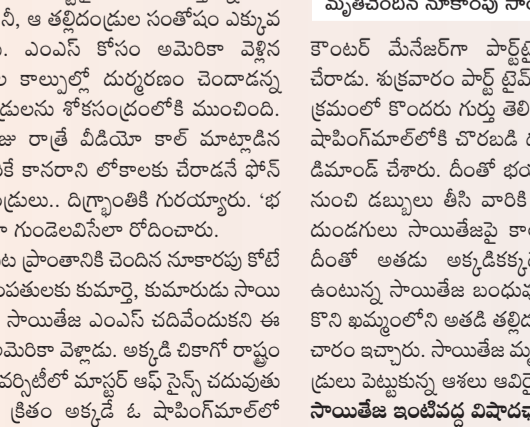 నీ, ఆ తల్లిదండ్రుల సంతోషం ఎక్కువ
ఎంఎస్ కోసం అమెరికా వెళ్లిన
కాల్పుల్లో దుర్మరణం చెందాడన్న
డ్రులను శోకసంద్రంలోకి ముంచింది.
జు రాత్రే వీడియో కాల్ మాట్లాడిన
కే కానరాని లోకాలకు చేరాడనే ఫోన్
డ్రులు.. దిగ్భ్రాంతికి గురయ్యారు. ‘భ
గుండెలవిసేలా రోదించారు.
ట ప్రాంతానికి చెందిన నూకారపు కోటే
పతులకు కుమార్తె, కుమారుడు సాయి
సాయితేజ ఎంఎస్ చదివేందుకని ఈ
మెరికా వెళ్లాడు. అక్కడి చికాగో రాష్ట్రం
వర్సిటీలో మాస్టర్ ఆఫ్ సైన్స్ చదువుతు
క్రితం అక్కడే ఓ షాపింగ్‌మాల్‌లో
మృతిచెందిన నూకారపు సా
కౌంటర్ మేనేజర్‌గా పార్ట్‌టై
చేరాడు. శుక్రవారం పార్ట్ టైమ్
క్రమంలో కొందరు గుర్తు తెలి
షాపింగ్‌మాల్‌లోకి చొరబడి
డిమాండ్ చేశారు. దీంతో భయ
నుంచి డబ్బులు తీసి వారికి
దుండగులు సాయితేజపై కా
దీంతో అతడు అక్కడికక్క
ఉంటున్న సాయితేజ బంధువు
కొని ఖమ్మంలోని అతడి తల్లిద
చారం ఇచ్చారు. సాయితేజ మృ
డ్రులు పెట్టుకున్న ఆశలు ఆవిరై
సాయితేజ ఇంటివద్ద విషాదఛ